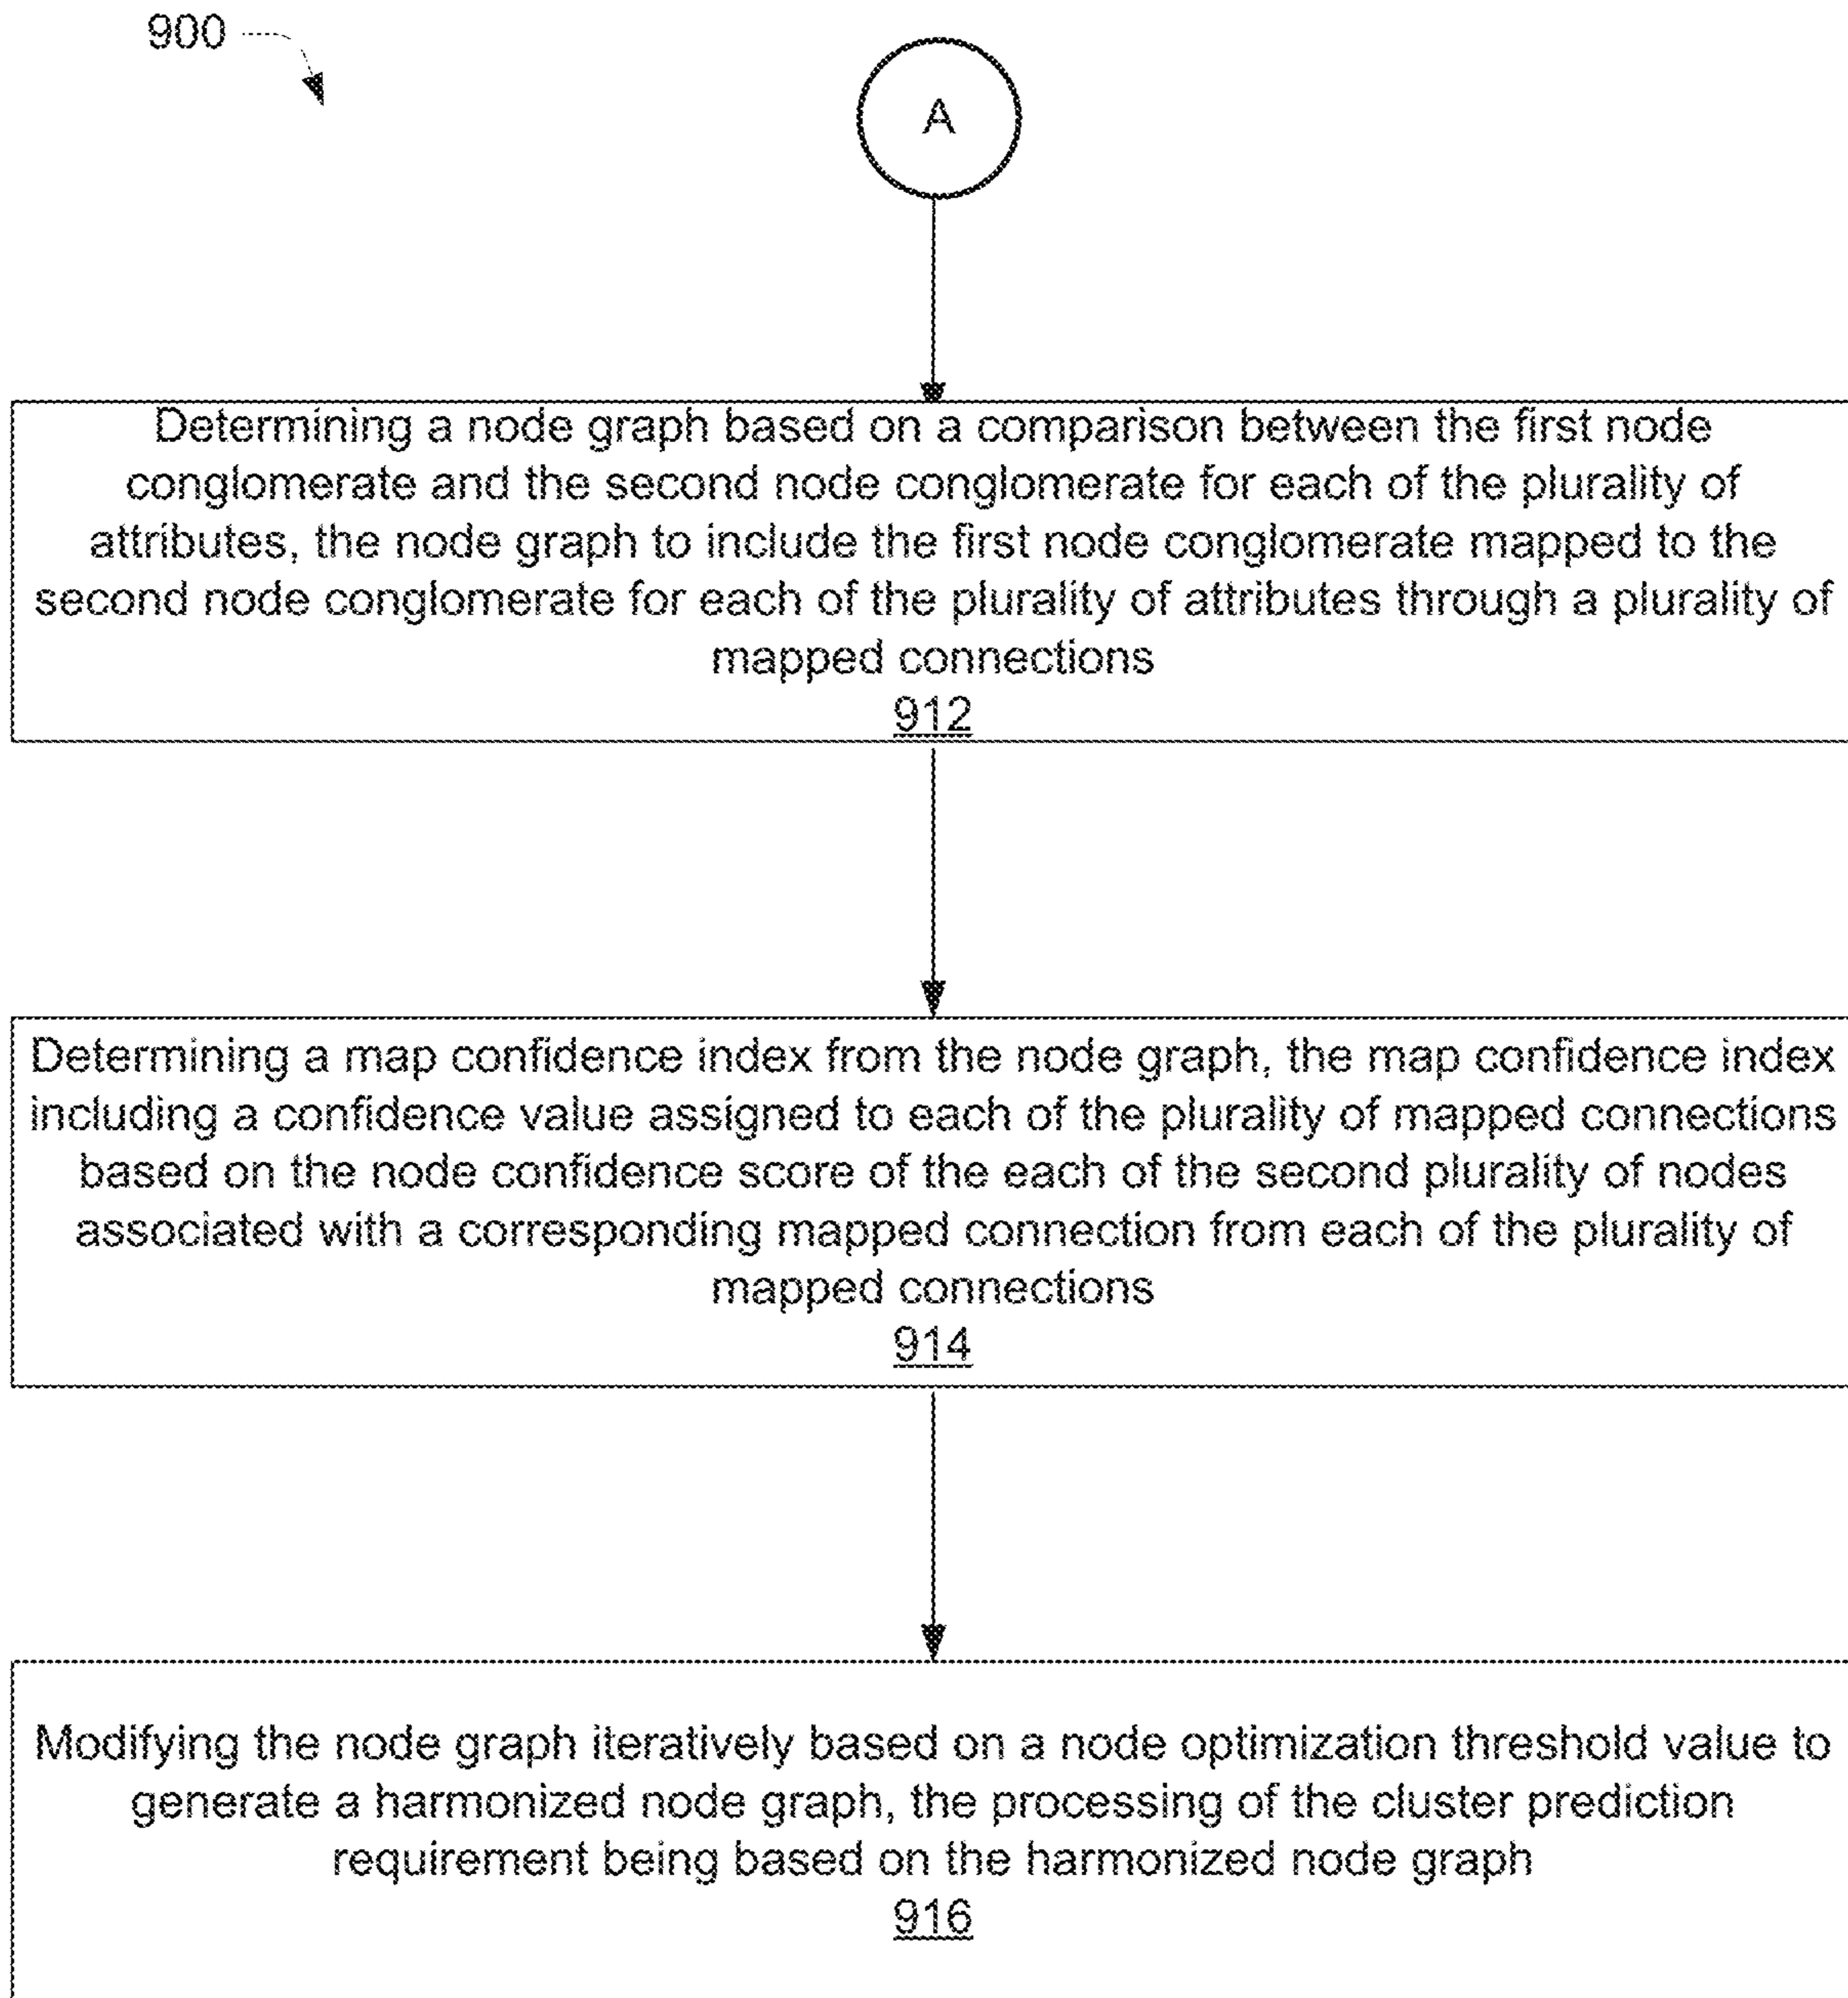 900
A
Determining a node graph based on a comparison between the first node
conglomerate and the second node conglomerate for each of the plurality of
attributes, the node graph to include the first node conglomerate mapped to the
second node conglomerate for each of the plurality of attributes through a plurality of
mapped connections
912
Determining a map confidence index from the node graph, the map confidence index
including a confidence value assigned to each of the plurality of mapped connections
based on the node confidence score of the each of the second plurality of nodes
associated with a corresponding mapped connection from each of the plurality of
mapped connections
914
Modifying the node graph iteratively based on a node optimization threshold value to
generate a harmonized node graph, the processing of the cluster prediction
requirement being based on the harmonized node graph
916